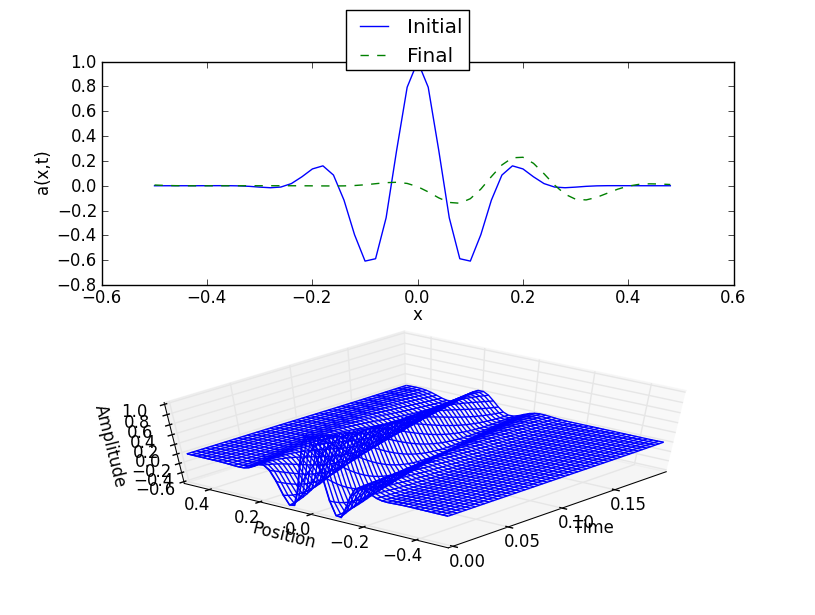 Initial
Final
1.0
0.8
0.6
0.4
0.2
0.0
−0.2
−0.4
−0.6
−0.8
a(x,t)
−0.6 −0.4 −0.2 0.0 0.2 0.4 0.6
x
1.0
0.8
0.6
0.4
0.2
0.0
−0.2
−0.4
−0.6
Amplitude
0.4 0.2 0.0 −0.2 −0.4
Position
0.00 0.05 0.10 0.15
Time